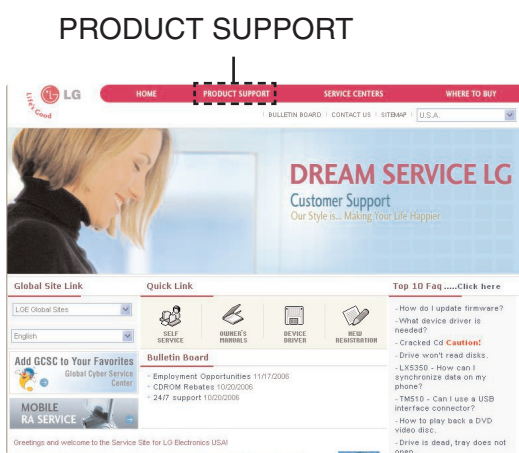 PRODUCT SUPPORT
Life's Good
LG
HOME
PRODUCT SUPPORT
SERVICE CENTERS
WHERE TO BUY
BULLETIN BOARD | CONTACT US | SITEMAP | U.S.A.
DREAM SERVICE LG
Customer Support
Our Style is... Making Your Life Happier
Global Site Link
LGE Global Sites
English
Add GCSC to Your Favorites
Global Cyber Service
Center
MOBILE
RA SERVICE
Quick Link
SELF
SERVICE
OWNER'S
MANUALS
DEVICE
DRIVER
NEW
REGISTRATION
Bulletin Board
Employment Opportunities 11/17/2006
CDROM Rebates 10/20/2006
24/7 support 10/20/2006
Top 10 Faq .....Click here
- How do I update firmware?
- What device driver is
needed?
- Cracked Cd Caution!
- Drive won't read disks.
- LX5350 - How can I
synchronize data on my
phone?
- TM510 - Can I use a USB
interface connector?
- How to play back a DVD
video disc.
- Drive is dead, tray does not
open
Greetings and welcome to the Service Site for LG Electronics USA!